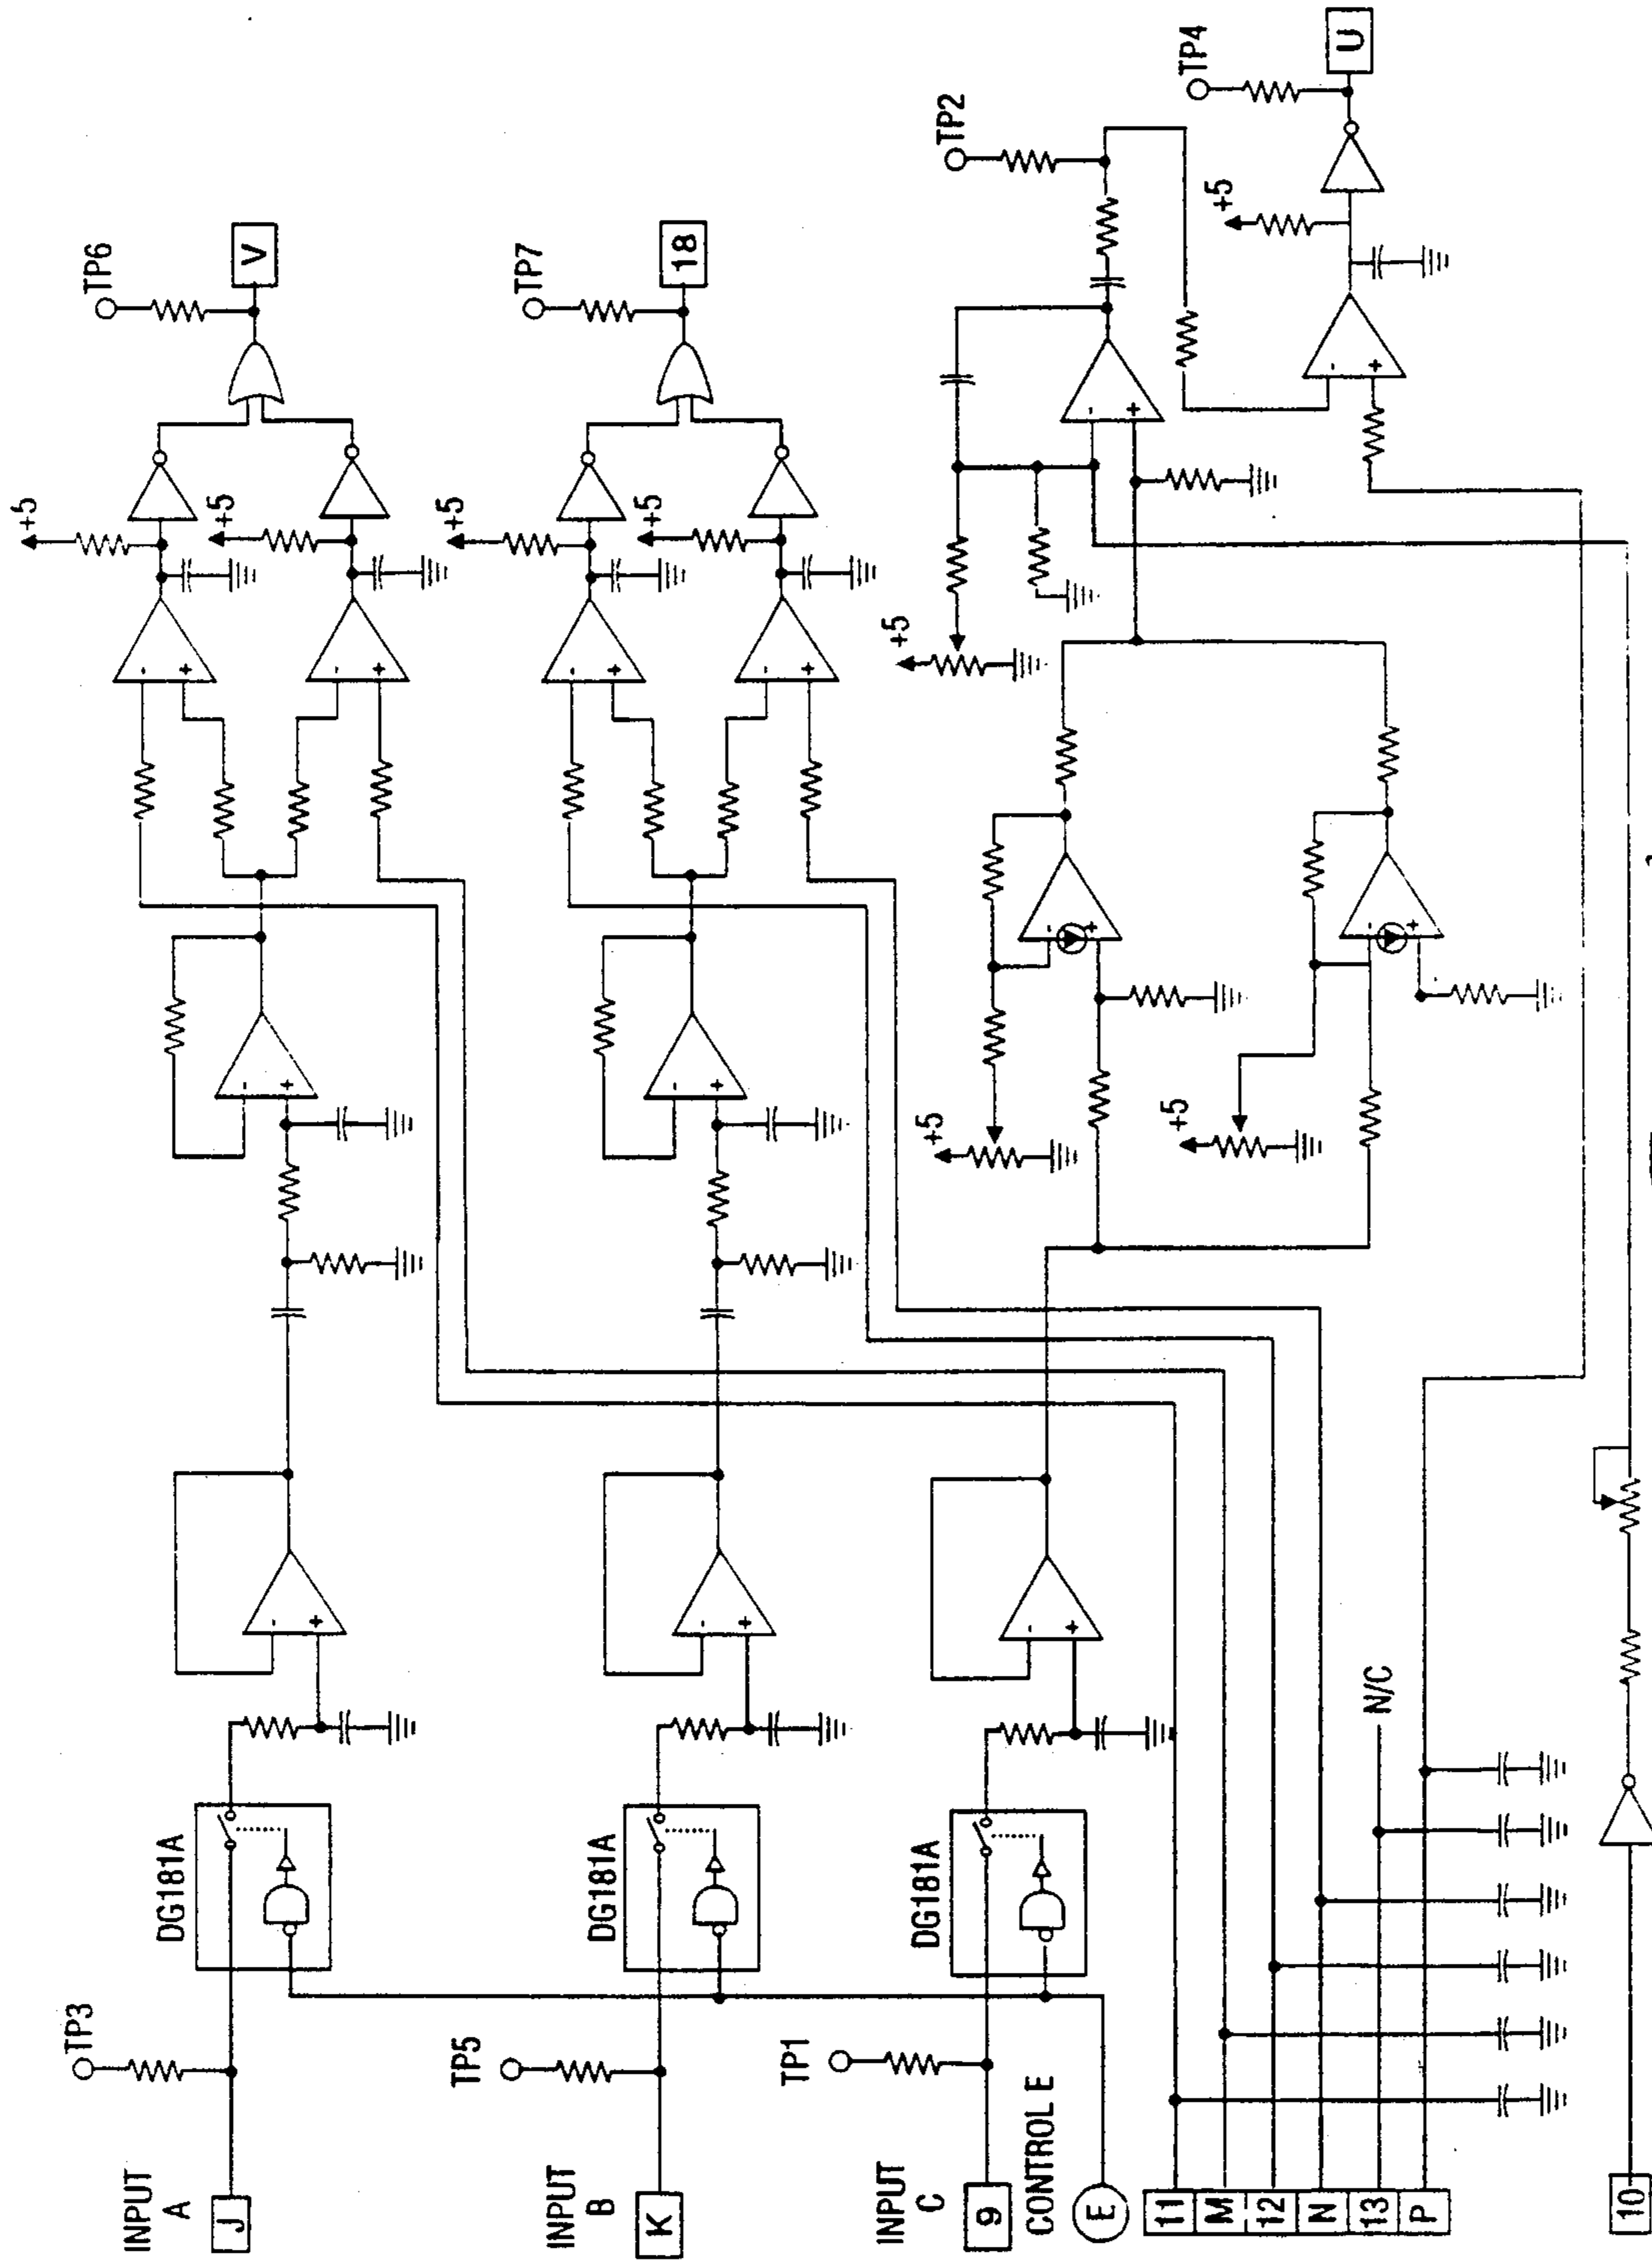 INPUT
A
J
TP3
DG181A
-
+
-
+
-
+
-
+
+5
+5
TP6
V
INPUT
B
K
TP5
DG181A
-
+
-
+
-
+
-
+
+5
+5
TP7
18
INPUT
C
9
TP1
DG181A
-
+
+5
-
+
+5
-
+
+5
-
+
TP2
-
+
+5
TP4
U
CONTROL E
E
11
M
12
N
13
P
N/C
10